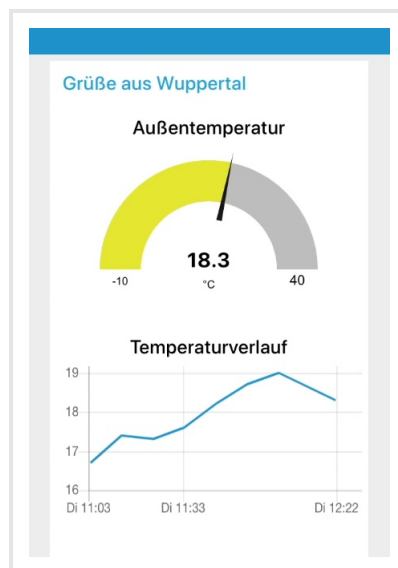 Grüße aus Wuppertal
Außentemperatur
18.3
-10 °C 40
Temperaturverlauf
19
18
17
16
Di 11:03 Di 11:33 Di 12:22